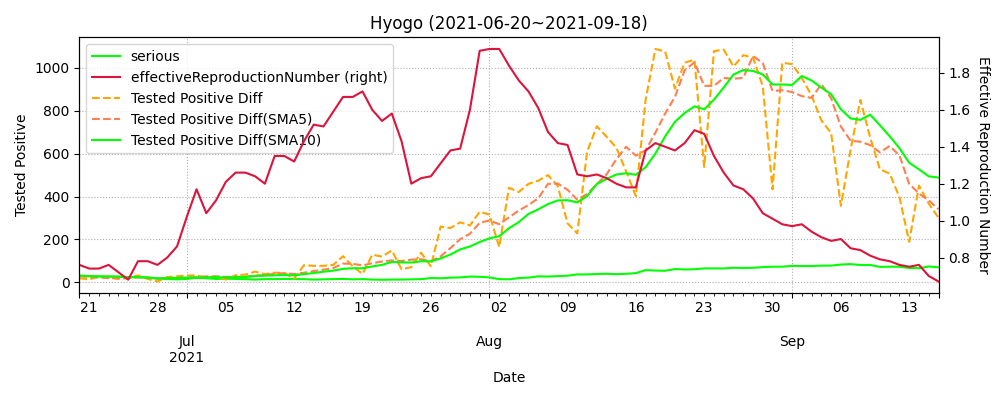 Hyogo (2021-06-20~2021-09-18)
serious
effectiveReproductionNumber (right)
Tested Positive Diff
Tested Positive Diff(SMA5)
Tested Positive Diff(SMA10)
Tested Positive
1000
800
600
400
200
0
1.8
1.6
1.4
1.2
1.0
0.8
Effective Reproduction Number
21 28 05 12 19 26 02 09 16 23 30 06 13
Jul Aug Sep
2021
Date